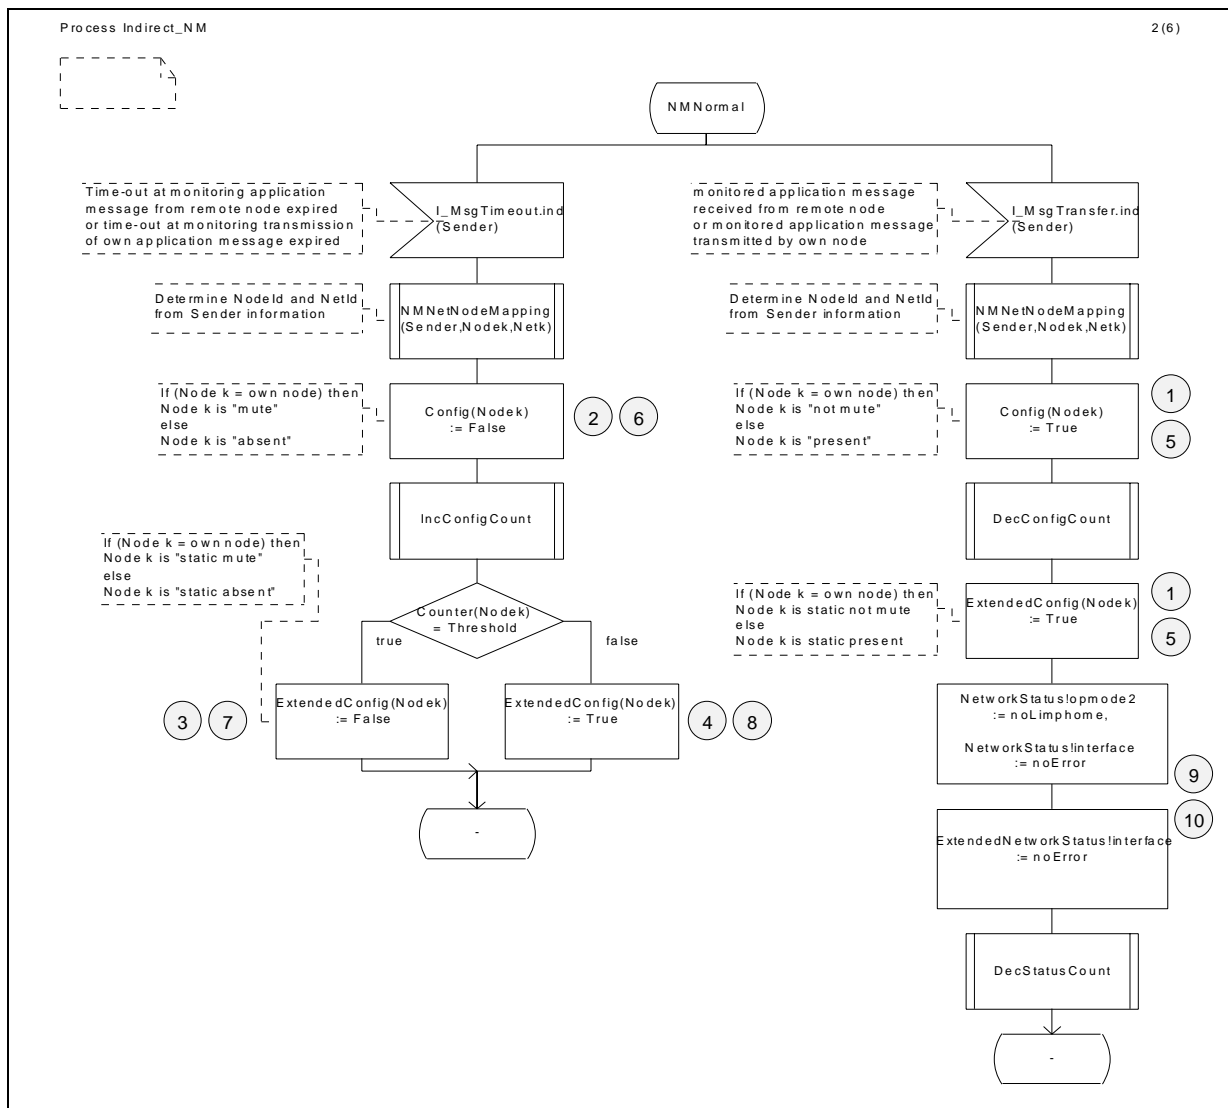 Process Indirect_NM
2(6)
NMNormal
Time-out at monitoring application
message from remote node expired
or time-out at monitoring transmission
of own application message expired
I_MsgTimeout.ind
(Sender)
Determine NodeId and NetId
from Sender information
NMNetNodeMapping
(Sender,Nodek,Netk)
If (Node k = own node) then
Node k is "mute"
else
Node k is "absent"
Config(Nodek)
:= False
2
6
IncConfigCount
If (Node k = own node) then
Node k is "static mute"
else
Node k is "static absent"
Counter(Nodek)
= Threshold
true
false
3
7
ExtendedConfig(Nodek)
:= False
ExtendedConfig(Nodek)
:= True
4
8
-
monitored application message
received from remote node
or monitored application message
transmitted by own node
I_MsgTransfer.ind
(Sender)
Determine NodeId and NetId
from Sender information
NMNetNodeMapping
(Sender,Nodek,Netk)
If (Node k = own node) then
Node k is "not mute"
else
Node k is "present"
Config(Nodek)
:= True
1
5
DecConfigCount
If (Node k = own node) then
Node k is static not mute
else
Node k is static present
ExtendedConfig(Nodek)
:= True
1
5
NetworkStatus!opmode2
:= noLimphome,
NetworkStatus!interface
:= noError
9
10
ExtendedNetworkStatus!interface
:= noError
DecStatusCount
-